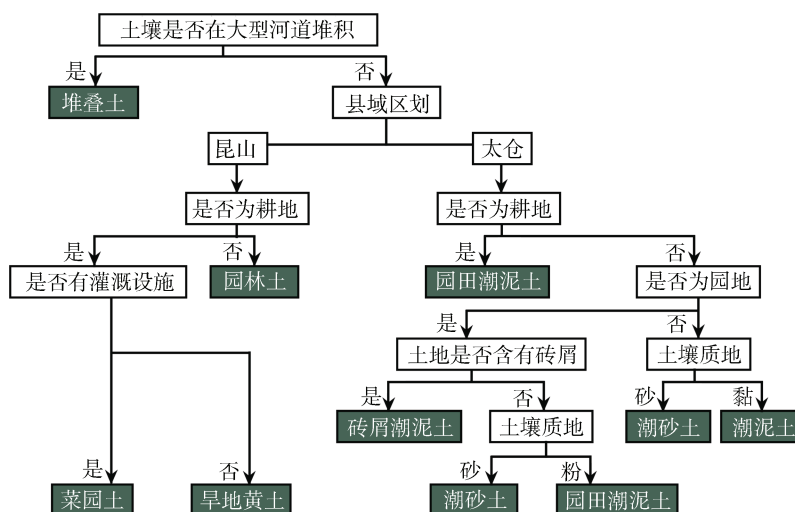 土壤是否在大型河道堆积
是 否
堆叠土 县域区划
昆山 太仓
是否为耕地 是否为耕地
是 否 是 否
是否有灌溉设施 园林土 园田潮泥土 是否为园地
是 否
土地是否含有砖屑 土壤质地
是 否 砂 黏
砖屑潮泥土 土壤质地 潮砂土 潮泥土
是 否 砂 粉
菜园土 旱地黄土 潮砂土 园田潮泥土